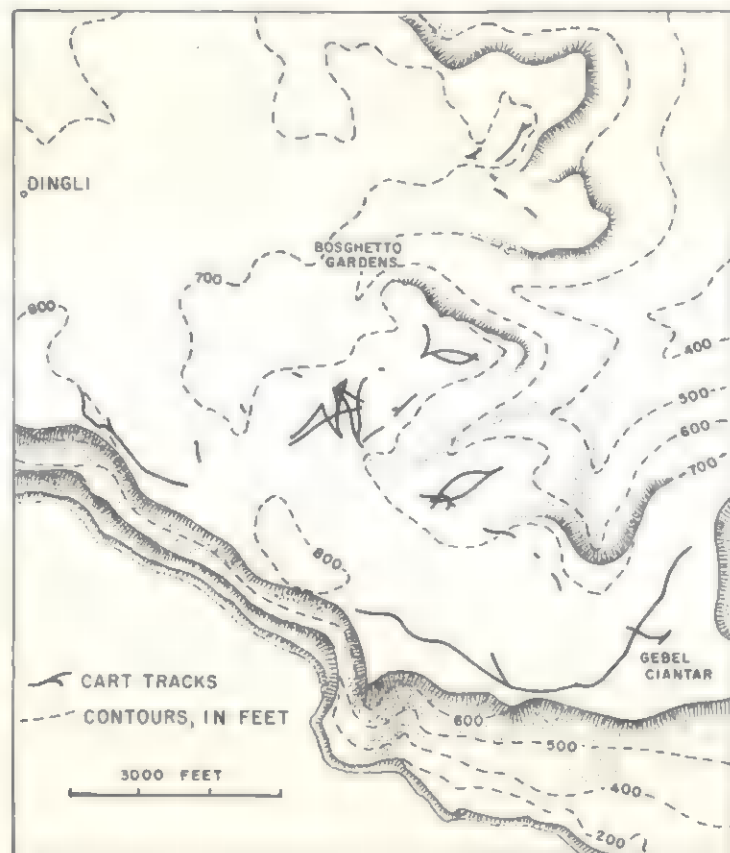 DINGLI
BOSGHETTO
GARDENS
700
800
400
500
600
700
800
GEBEL
CIANTAR
CART TRACKS
CONTOURS, IN FEET
600
500
3000 FEET
400
200